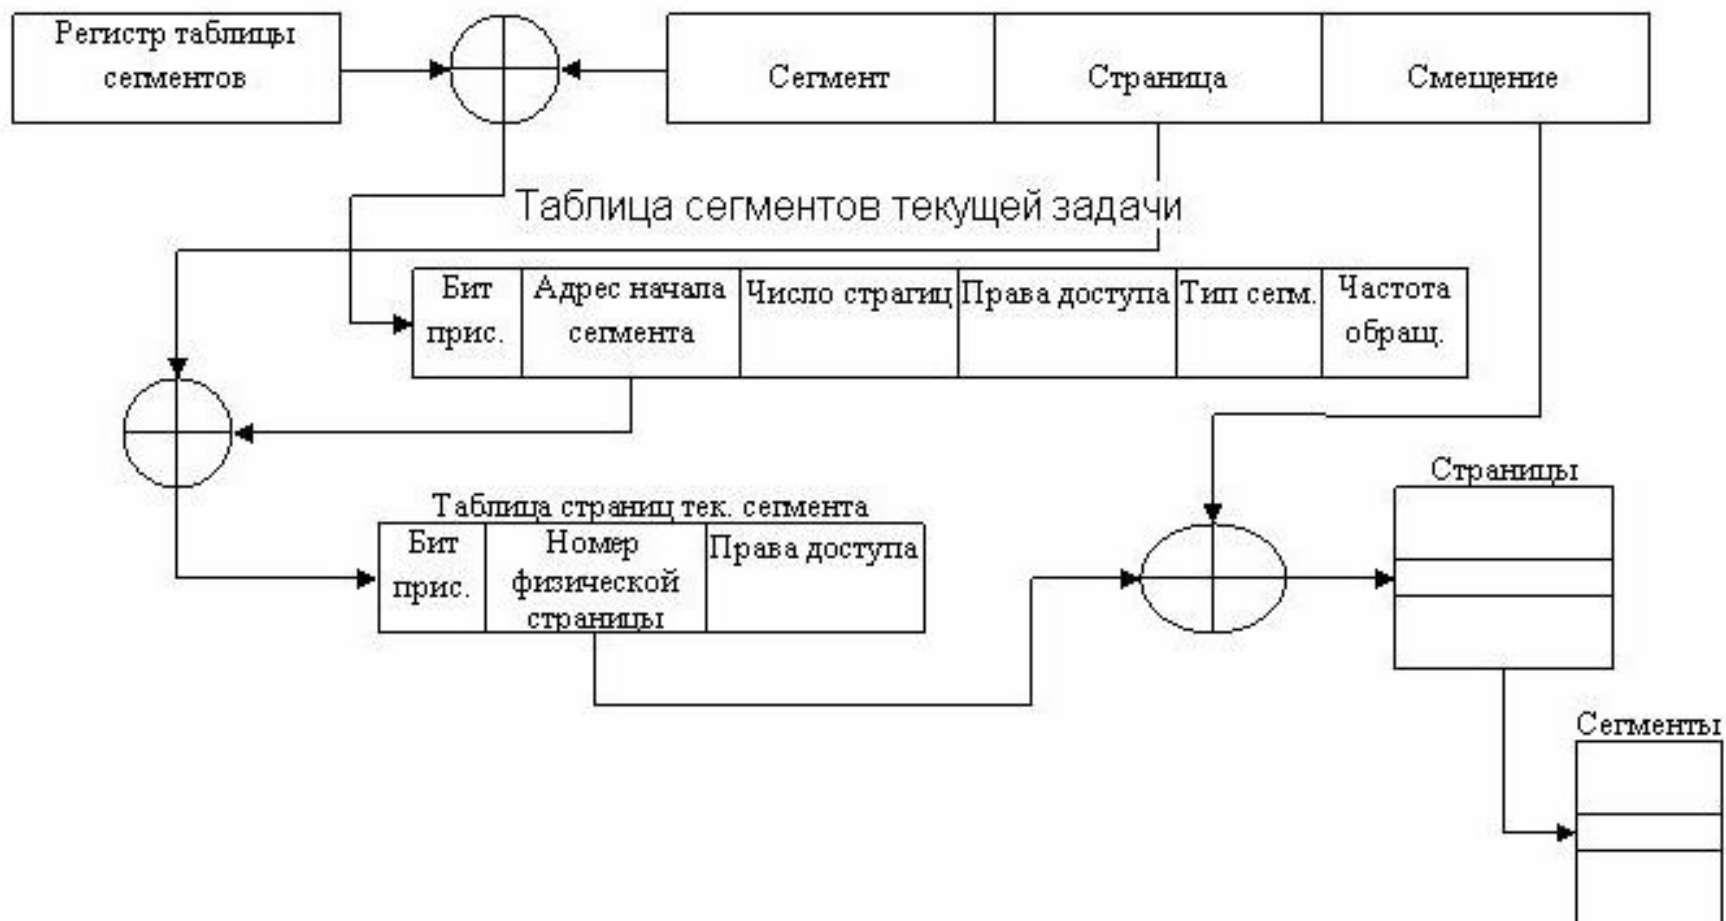 Регистр таблицы
сегментов
Сегмент
Страница
Смещение
Таблица сегментов текущей задачи
Бит
прис.
Адрес начала
сегмента
Число страгиц
Права доступа
Тип сегм.
Частота
обращ.
Таблица страниц тек. сегмента
Бит
прис.
Номер
физической
страницы
Права доступа
Страницы
Сегменты